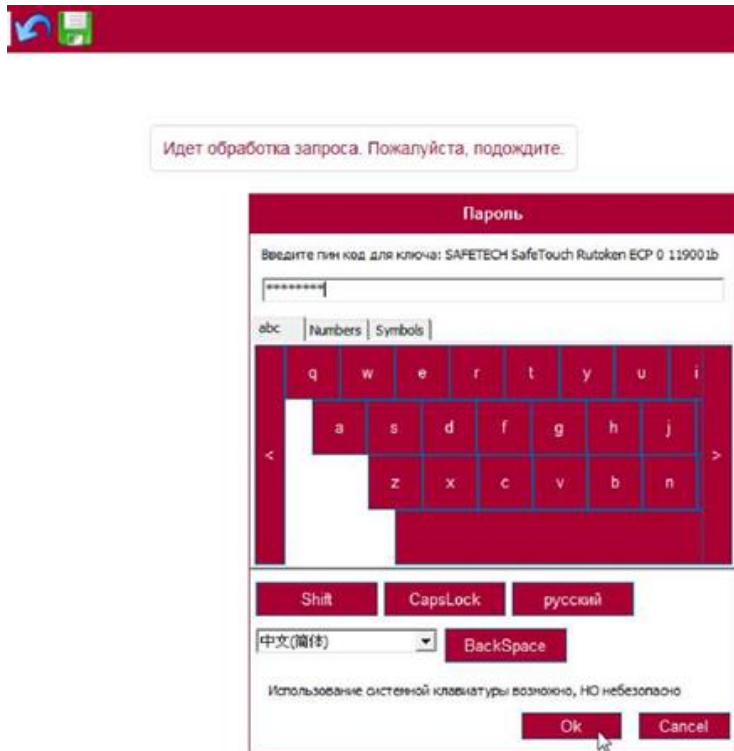 Идет обработка запроса. Пожалуйста, подождите.
Пароль
Введите пин код для ключа: SAFETECH SafeTouch Rutoken ECP 0 119001b
********
abc Numbers Symbols
q w e r t y u i
a s d f g h j
< >
z x c v b n
Shift CapsLock русский
中文(简体) BackSpace
Использование системной клавиатуры возможно, НО небезопасно
Ok Cancel